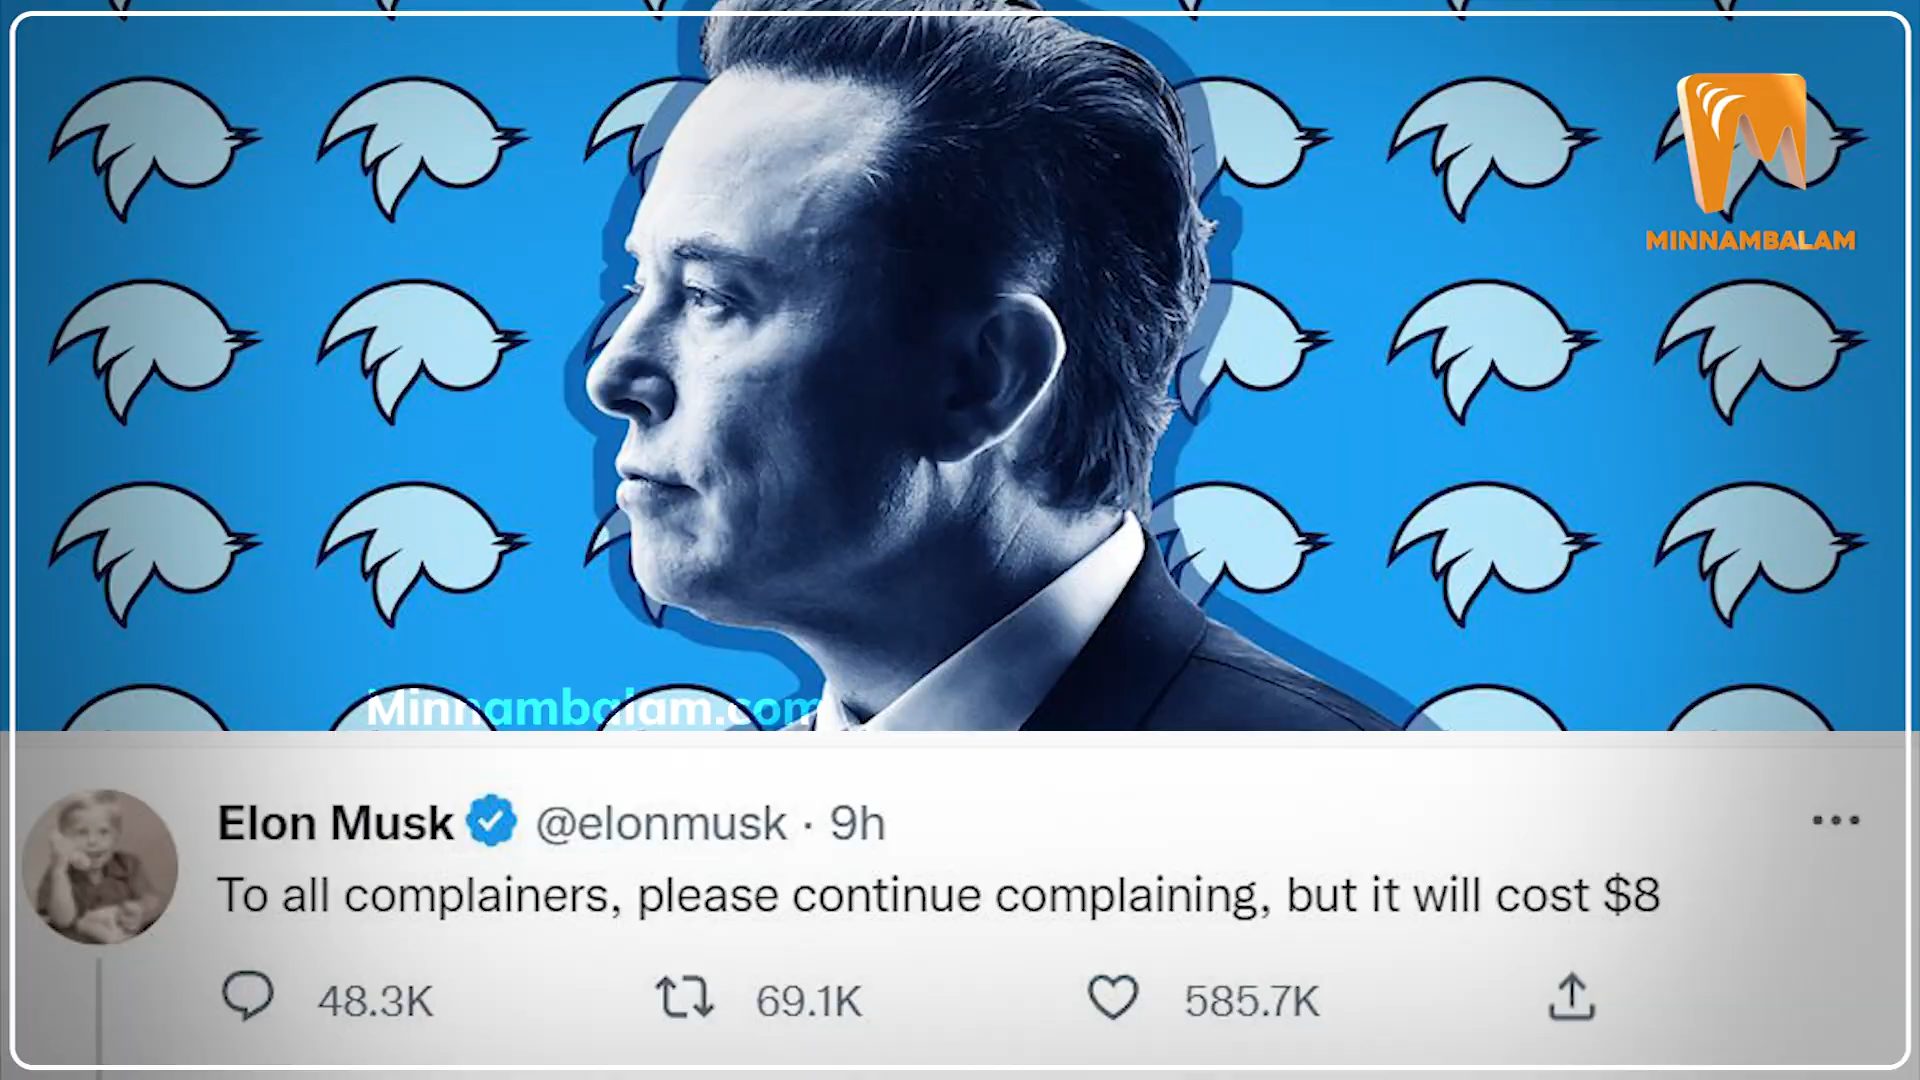 MINNAMBALAM
Minnambalam.com
Elon Musk @elonmusk · 9h
To all complainers, please continue complaining, but it will cost $8
48.3K 69.1K 585.7K